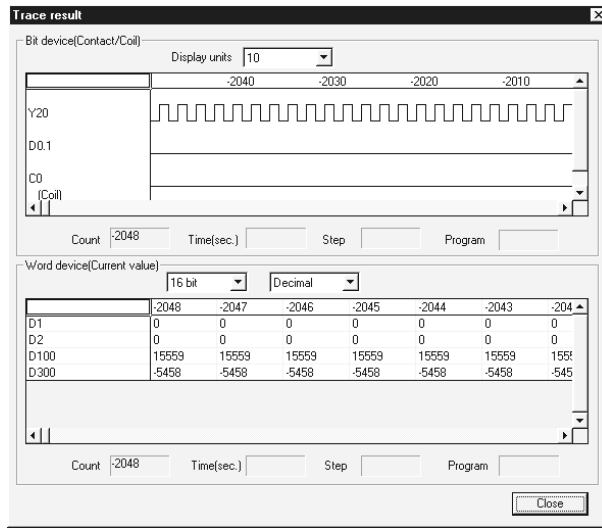 Trace result
Bit device(Contact/Coil)
Display units 10
-2040 -2030 -2020 -2010
Y20
D0.1
C0
(Coil)
Count -2048 Time(sec.) Step Program
Word device(Current value)
16 bit Decimal
-2048 -2047 -2046 -2045 -2044 -2043 -204
D1 0 0 0 0 0 0 0
D2 0 0 0 0 0 0 0
D100 15559 15559 15559 15559 15559 15559 1555
D300 -5458 -5458 -5458 -5458 -5458 -5458 -545
Count -2048 Time(sec.) Step Program
Close